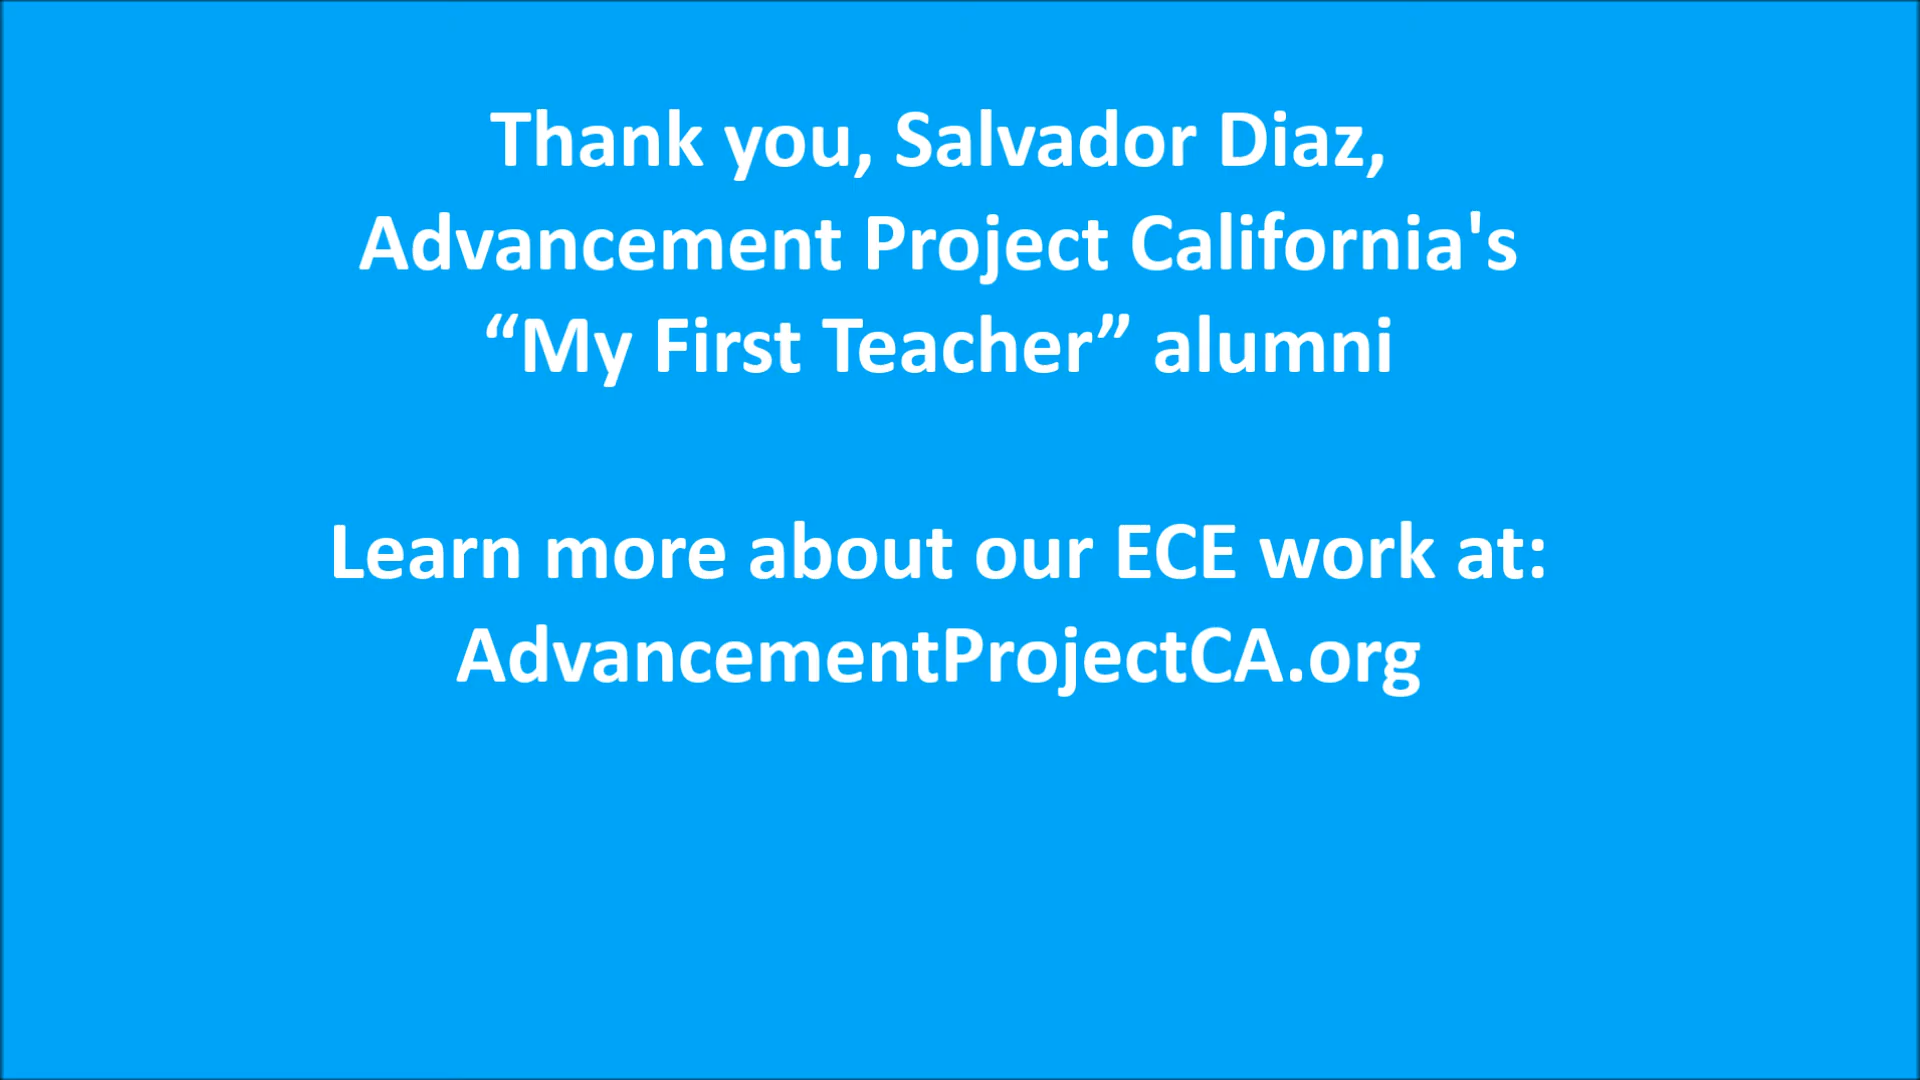 Thank you, Salvador Diaz,
Advancement Project California's
“My First Teacher” alumni
Learn more about our ECE work at:
AdvancementProjectCA.org